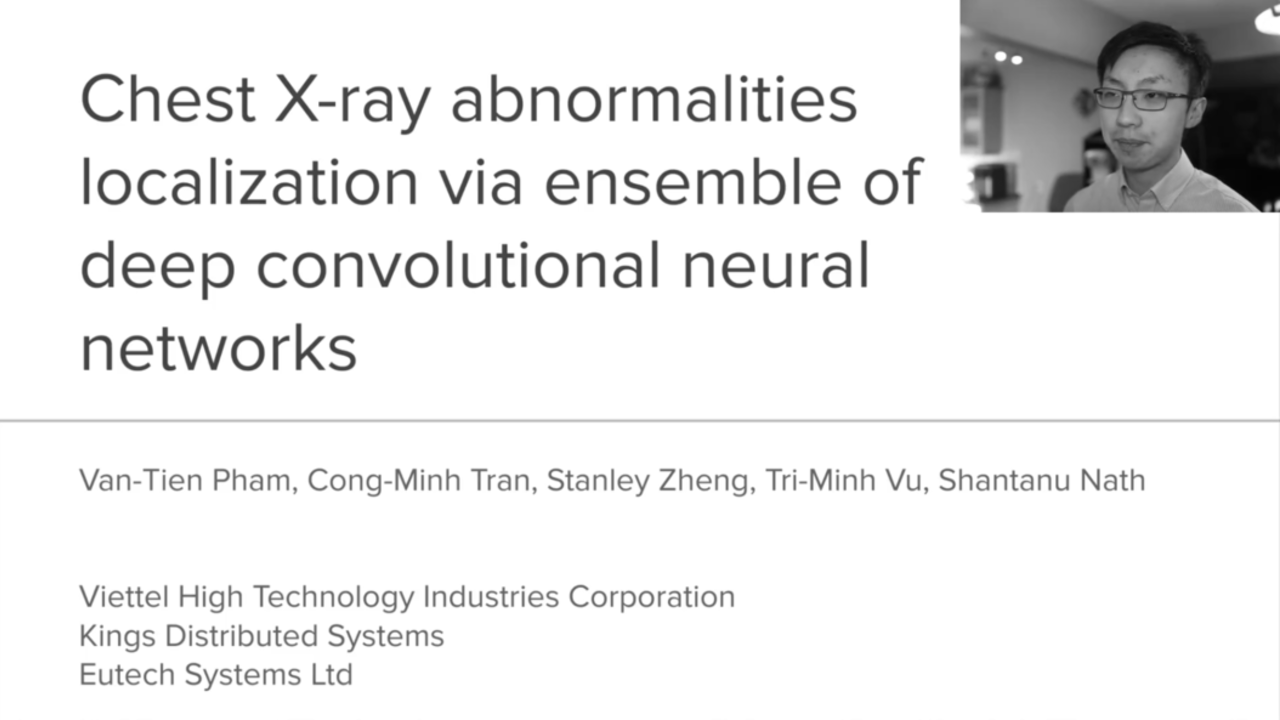 Chest X-ray abnormalities
localization via ensemble of
deep convolutional neural
networks
Van-Tien Pham, Cong-Minh Tran, Stanley Zheng, Tri-Minh Vu, Shantanu Nath
Viettel High Technology Industries Corporation
Kings Distributed Systems
Eutech Systems Ltd